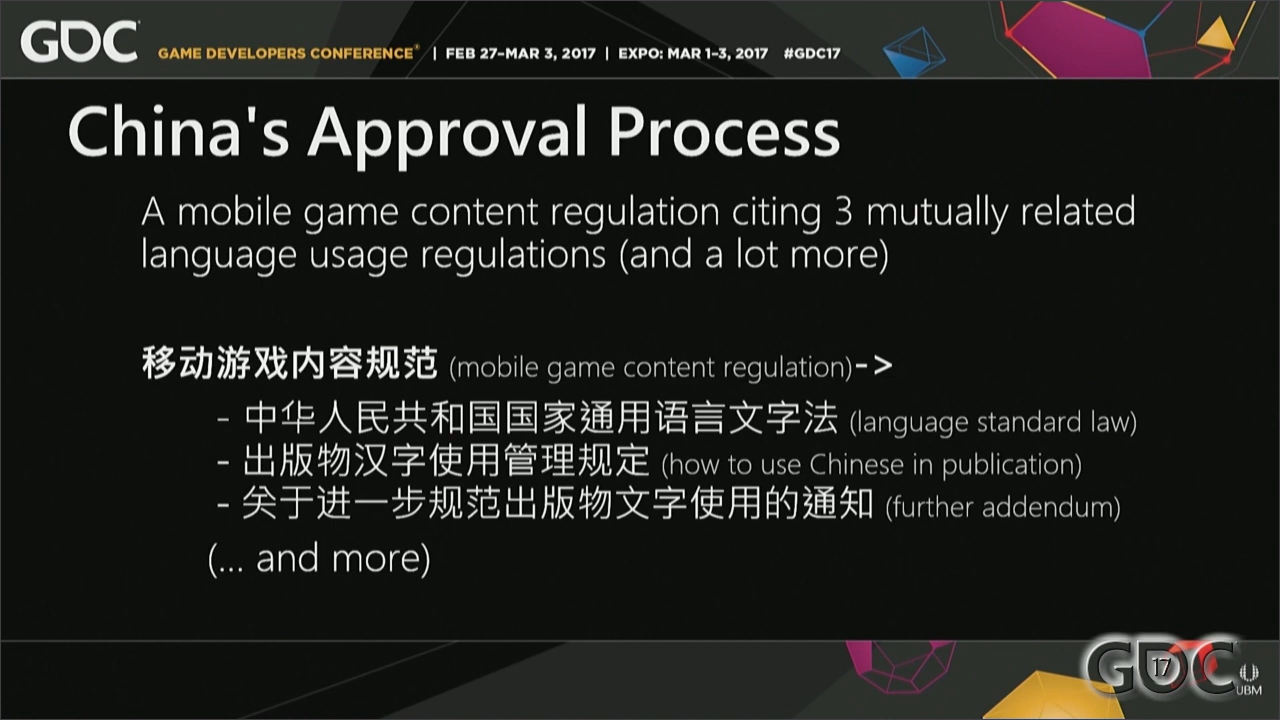 GDC GAME DEVELOPERS CONFERENCE® | FEB 27–MAR 3, 2017 | EXPO: MAR 1–3, 2017 #GDC17
China's Approval Process
A mobile game content regulation citing 3 mutually related
language usage regulations (and a lot more)
移动游戏内容规范 (mobile game content regulation)->
- 中华人民共和国国家通用语言文字法 (language standard law)
- 出版物汉字使用管理规定 (how to use Chinese in publication)
- 关于进一步规范出版物文字使用的通知 (further addendum)
(... and more)
GDC 17 UBM